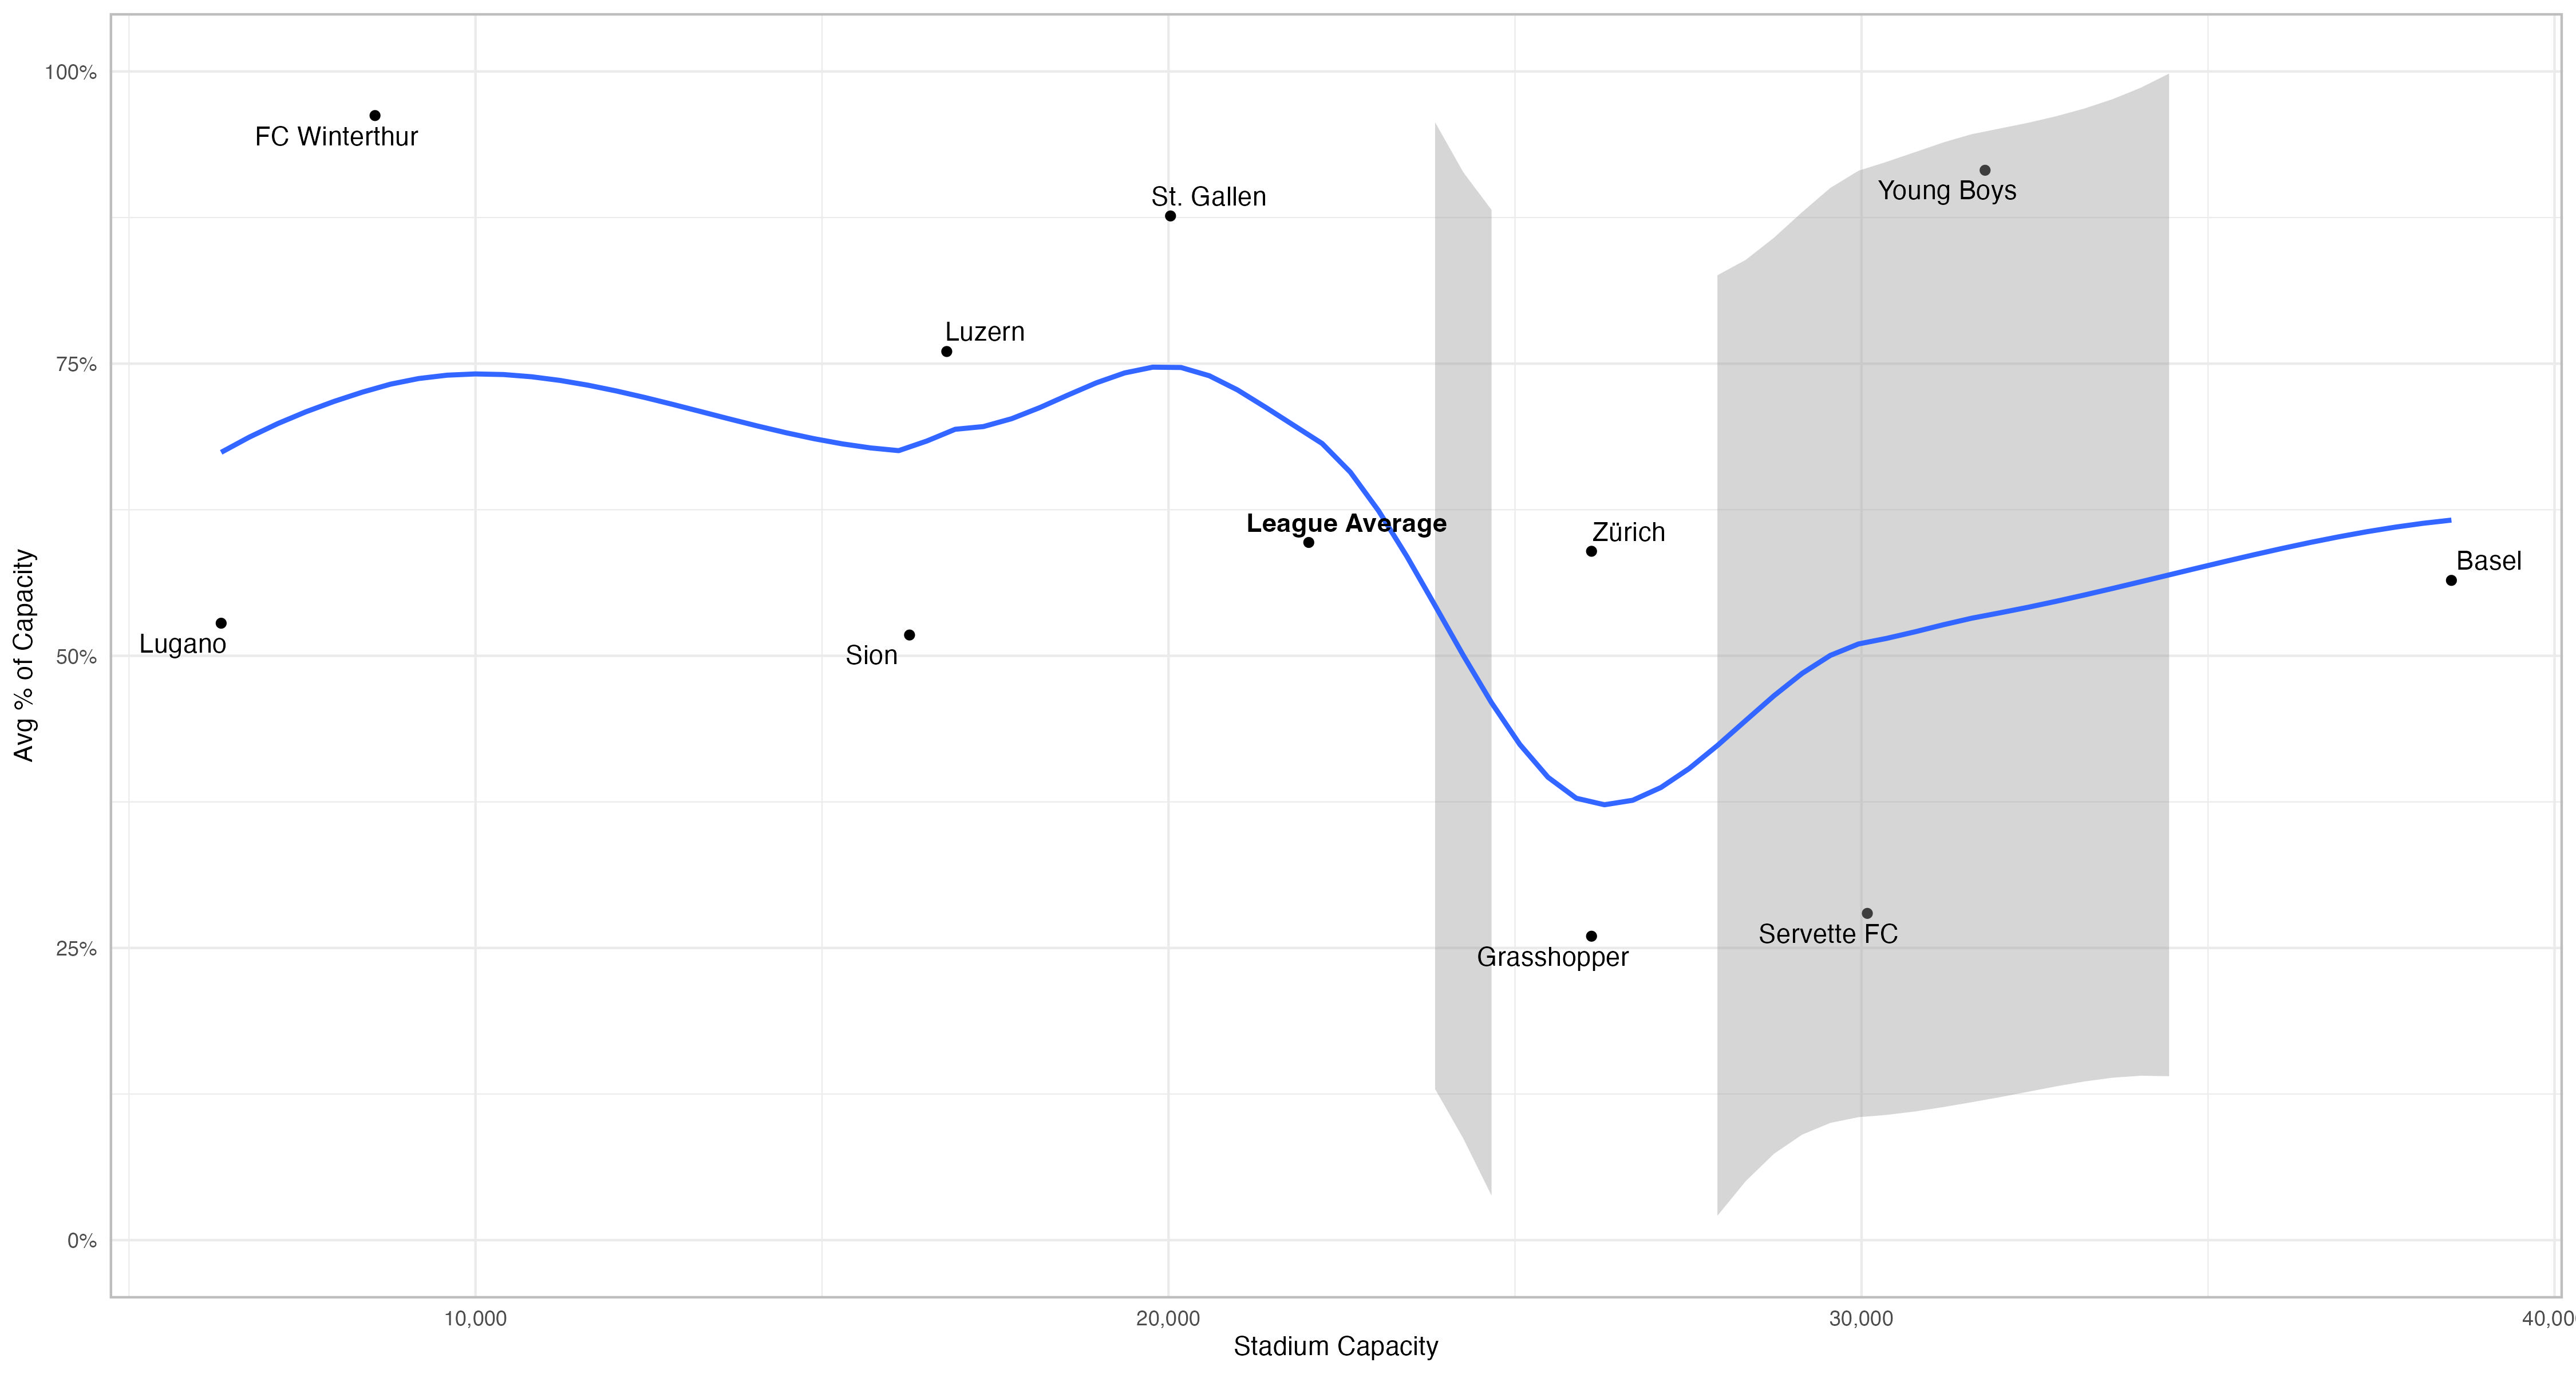 100%
FC Winterthur
Young Boys
St. Gallen
Luzern
75%
League Average
Zürich
Basel
Lugano
Sion
50%
Servette FC
Grasshopper
25%
0%
Avg % of Capacity
10,000
20,000
30,000
40,00
Stadium Capacity